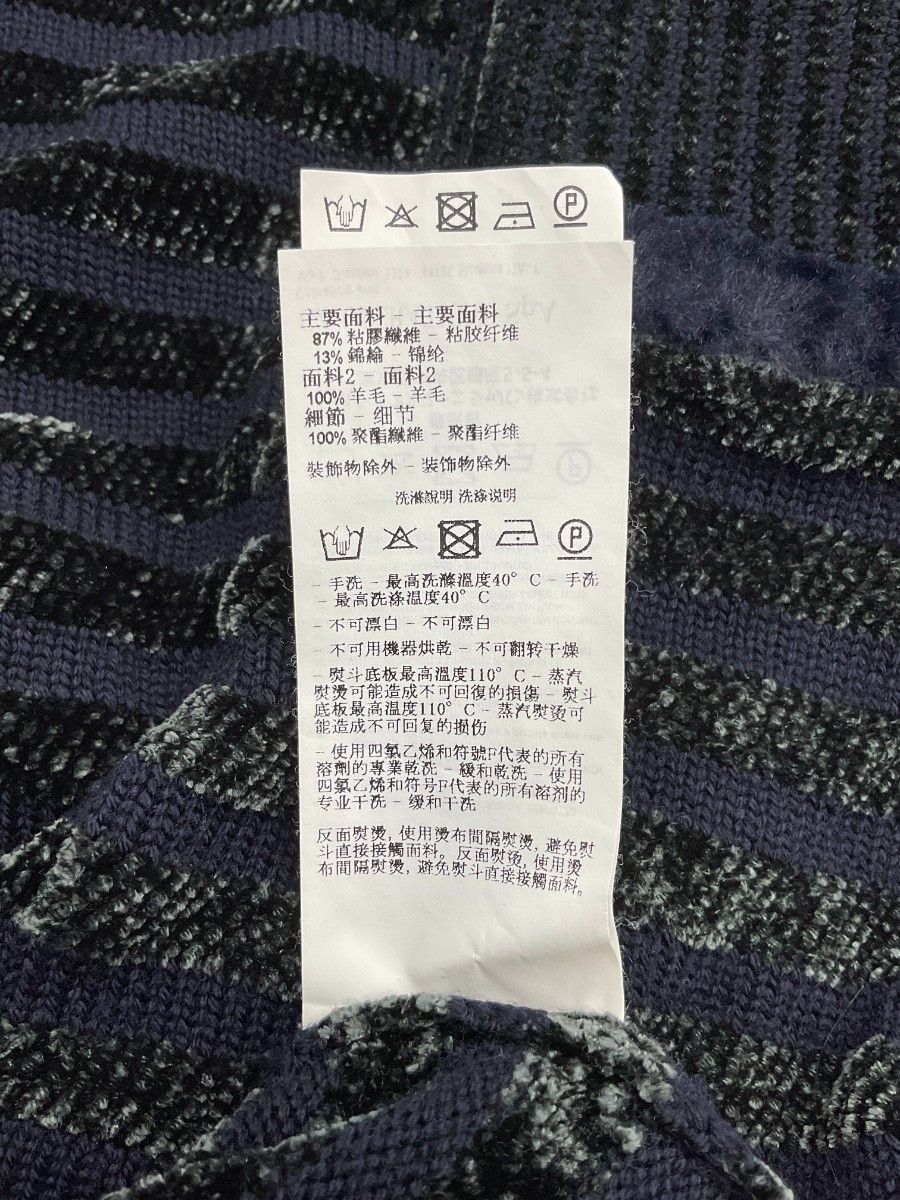 主要面料 主要面料
87% 粘膠纖維 - 粘胶纤维
13% 錦綸 - 锦纶
面料2 - 面料2
100% 羊毛 - 羊毛
細節 - 细节
100% 聚酯纖維 - 聚酯纤维
裝飾物除外 - 装饰物除外
洗滌說明 洗涤说明
- 手洗 - 最高洗滌溫度40° C - 手洗
- 最高洗涤温度40° C
- 不可漂白 - 不可漂白
- 不可用機器烘乾 - 不可翻转干燥
- 熨斗底板最高溫度110° C - 蒸汽
熨燙可能造成不可回復的損傷 - 熨斗
底板最高温度110° C - 蒸汽熨烫可
能造成不可回复的损伤
- 使用四氯乙烯和符號F代表的所有
溶劑的專業乾洗 - 緩和乾洗 - 使用
四氯乙烯和符号F代表的所有溶剂的
专业干洗 - 缓和干洗
反面熨燙, 使用燙布間隔熨燙, 避免熨
斗直接接觸面料。反面熨燙, 使用燙
布間隔熨燙, 避免熨斗直接接觸面料。